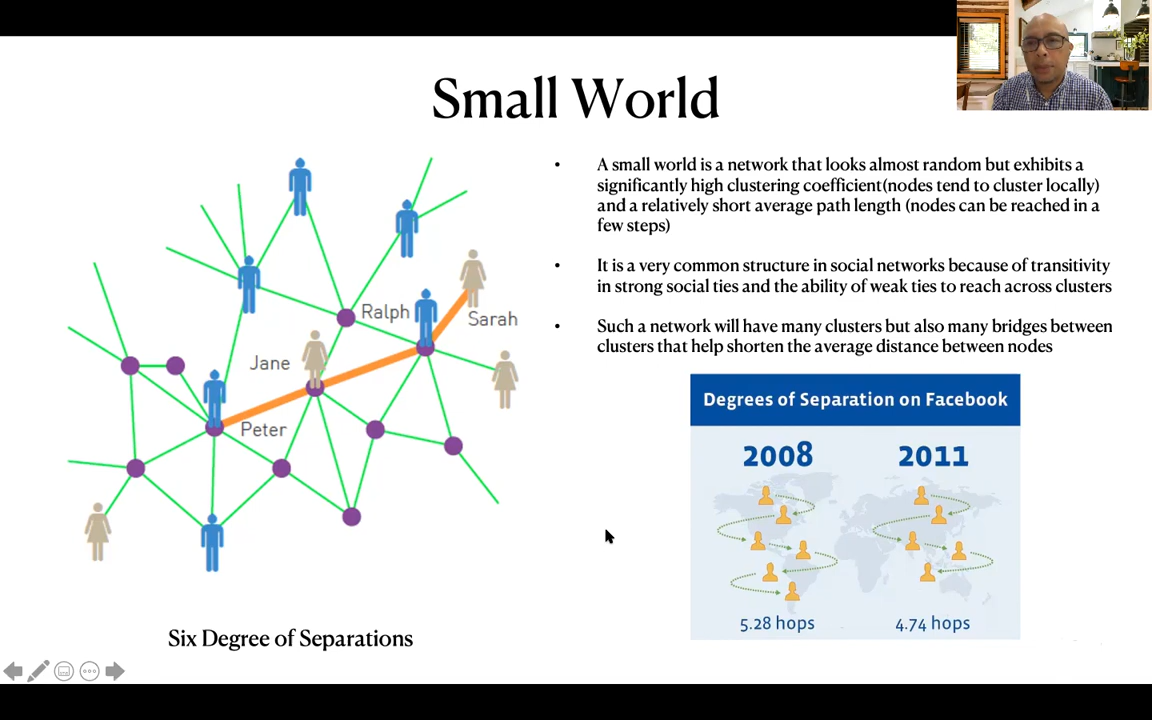 Small World
• A small world is a network that looks almost random but exhibits a
significantly high clustering coefficient(nodes tend to cluster locally)
and a relatively short average path length (nodes can be reached in a
few steps)
• It is a very common structure in social networks because of transitivity
in strong social ties and the ability of weak ties to reach across clusters
• Such a network will have many clusters but also many bridges between
clusters that help shorten the average distance between nodes
Ralph
Sarah
Jane
Peter
Six Degree of Separations
Degrees of Separation on Facebook
2008
2011
5.28 hops
4.74 hops